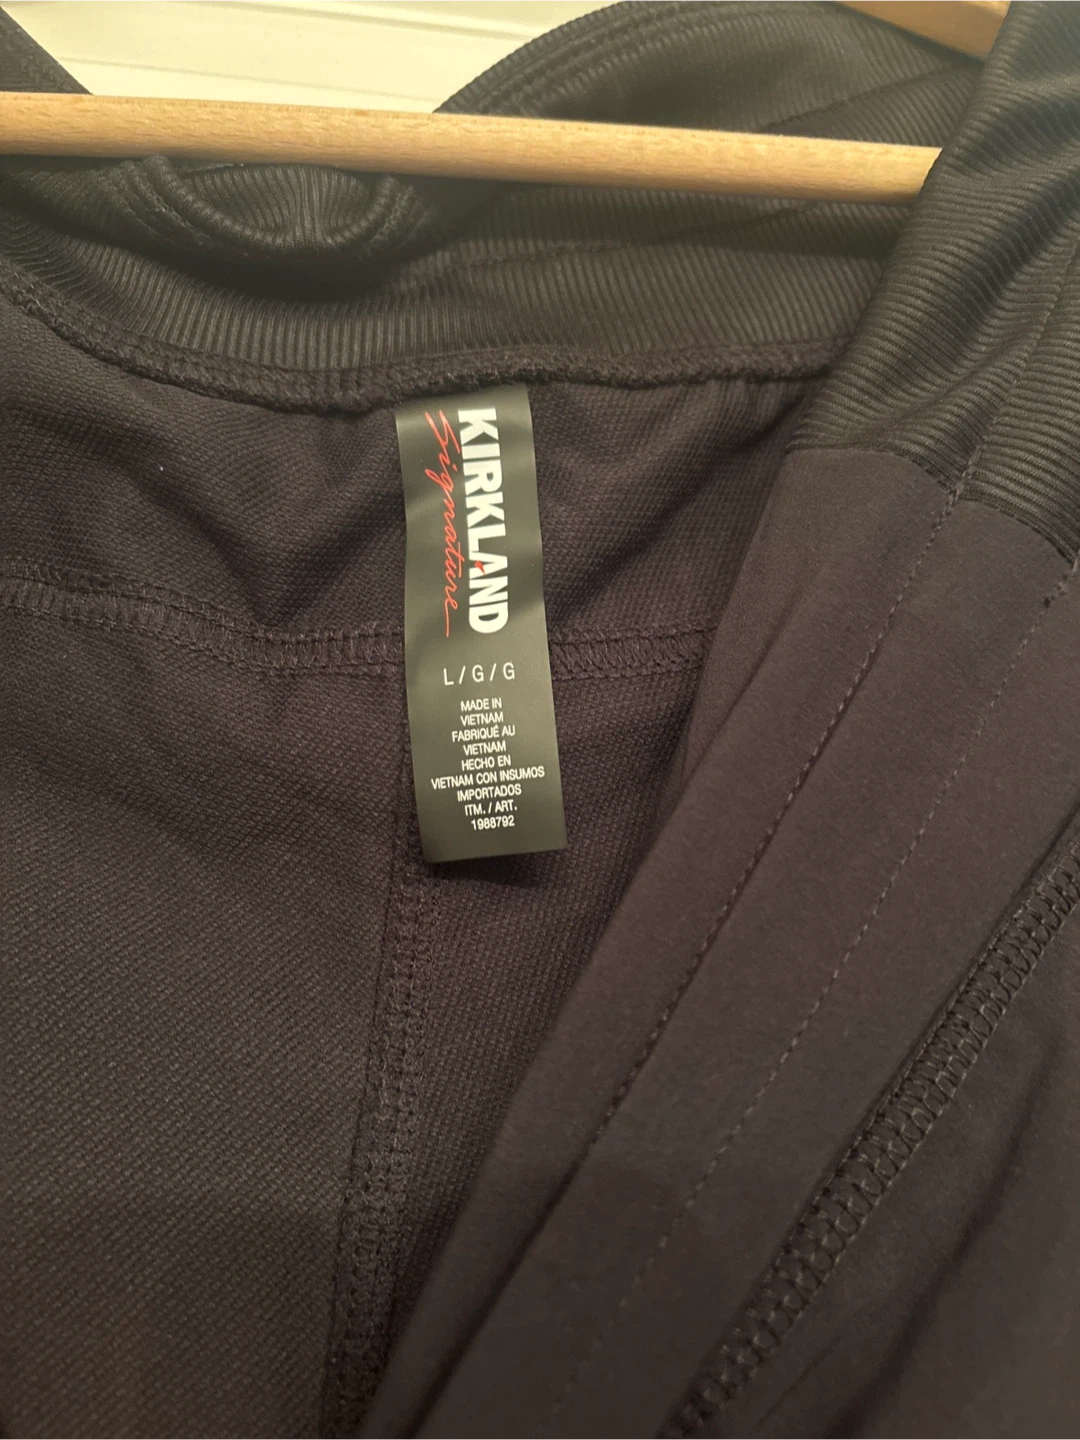 KIRKLAND
Signature
L / G / G
MADE IN
VIETNAM
FABRIQUÉ AU
VIETNAM
HECHO EN
VIETNAM CON INSUMOS
IMPORTADOS
ITM. / ART.
1988792